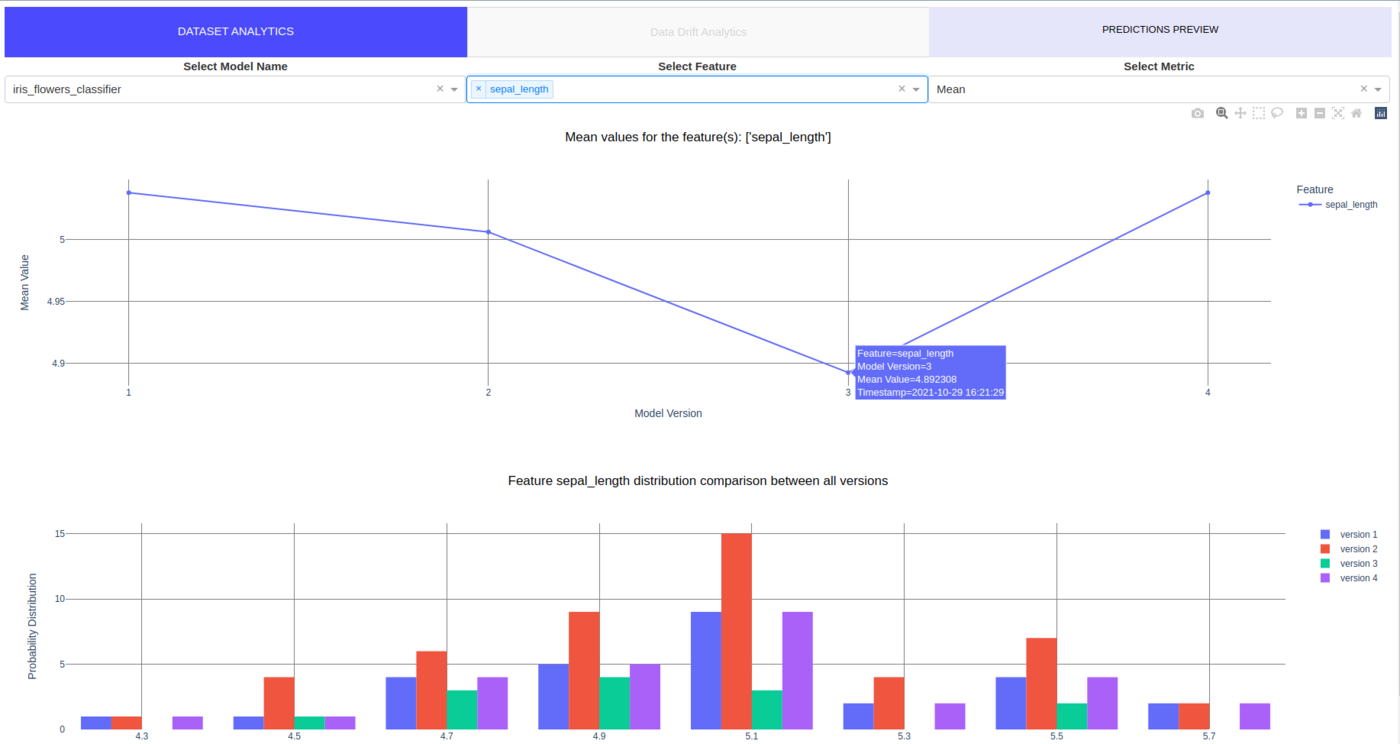 DATASET ANALYTICS
Data Drift Analytics
PREDICTIONS PREVIEW
Select Model Name
Select Feature
Select Metric
iris_flowers_classifier
× sepal_length
Mean
Mean values for the feature(s): ['sepal_length']
Feature
sepal_length
Mean Value
5
4.95
4.9
Feature=sepal_length
Model Version=3
Mean Value=4.892308
Timestamp=2021-10-29 16:21:29
1 2 3 4
Model Version
Feature sepal_length distribution comparison between all versions
version 1
version 2
version 3
version 4
Probability Distribution
15
10
5
0
4.3 4.5 4.7 4.9 5.1 5.3 5.5 5.7